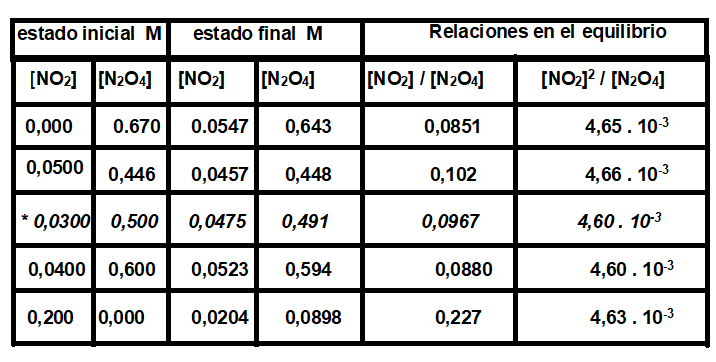 estado inicial M estado final M Relaciones en el equilibrio
[NO₂] [N₂O₄] [NO₂] [N₂O₄] [NO₂] / [N₂O₄] [NO₂]² / [N₂O₄]
0,000 0.670 0.0547 0,643 0,0851 4,65 . 10⁻³
0,0500 0,446 0,0457 0,448 0,102 4,66 . 10⁻³
* 0,0300 0,500 0,0475 0,491 0,0967 4,60 . 10⁻³
0,0400 0,600 0,0523 0,594 0,0880 4,60 . 10⁻³
0,200 0,000 0,0204 0,0898 0,227 4,63 . 10⁻³